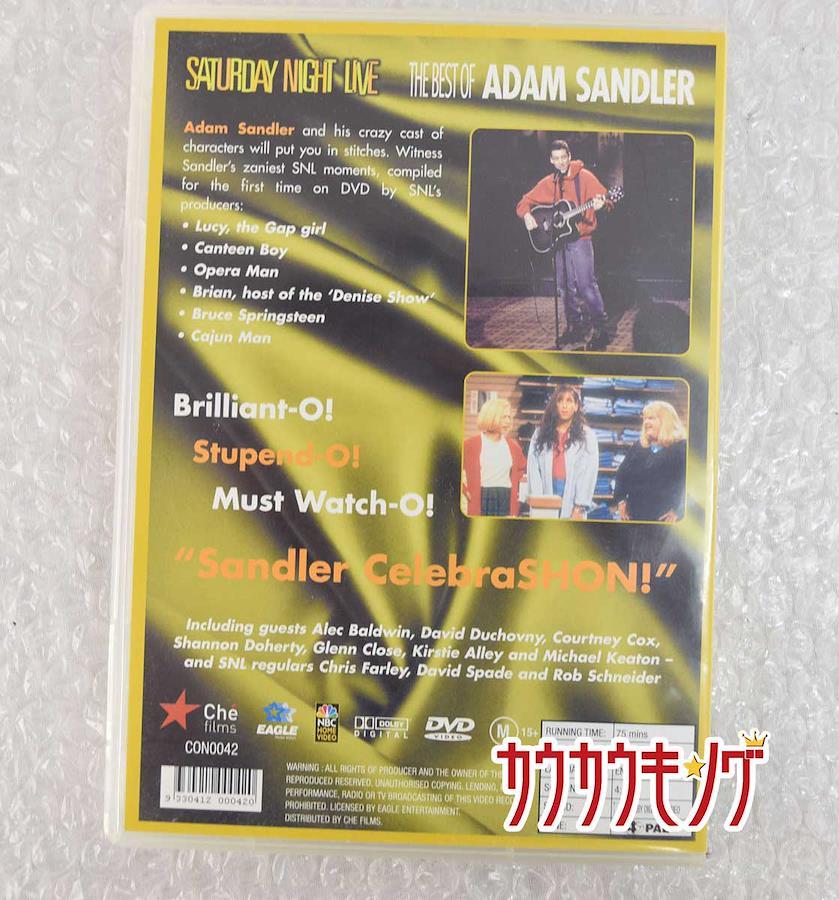 SATURDAY NIGHT LIVE THE BEST OF ADAM SANDLER
Adam Sandler and his crazy cast of
characters will put you in stitches. Witness
Sandler's zaniest SNL moments, compiled
for the first time on DVD by SNL's
producers:
• Lucy, the Gap girl
• Canteen Boy
• Opera Man
• Brian, host of the 'Denise Show'
• Bruce Springsteen
• Cajun Man
Brilliant-O!
Stupend-O!
Must Watch-O!
"Sandler CelebraSHON!"
Including guests Alec Baldwin, David Duchovny, Courtney Cox,
Shannon Doherty, Glenn Close, Kirstie Alley and Michael Keaton –
and SNL regulars Chris Farley, David Spade and Rob Schneider
Ché
films
CON0042
EAGLE
NBC
HOME
VIDEO
DOLBY
DIGITAL
DVD
VIDEO
M 15+
RUNNING TIME: 75 mins
カウカウキング
WARNING : ALL RIGHTS OF PRODUCER AND THE OWNER OF THE
REPRODUCED RESERVED. UNAUTHORISED COPYING, LENDING,
PERFORMANCE, RADIO OR TV BROADCASTING OF THIS VIDEO
PROHIBITED. LICENSED BY EAGLE ENTERTAINMENT.
DISTRIBUTED BY CHE FILMS.
9 330412 000420
4 PAL